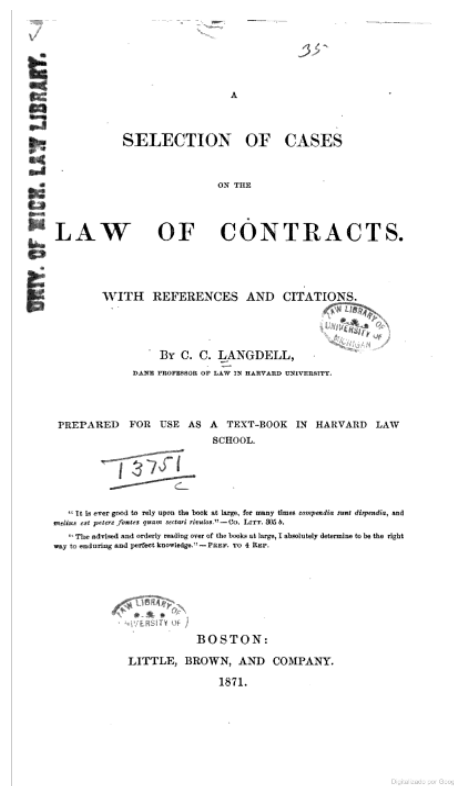 35
UNIV. OF MICH. LAW LIBRARY.
A
SELECTION OF CASES
ON THE
LAW OF CONTRACTS.
WITH REFERENCES AND CITATIONS.
LAW LIBRARY OF
UNIVERSITY OF
MICHIGAN
BY C. C. LANGDELL,
DANE PROFESSOR OF LAW IN HARVARD UNIVERSITY.
PREPARED FOR USE AS A TEXT-BOOK IN HARVARD LAW
SCHOOL.
13751
C
"It is ever good to rely upon the book at large, for many times compendia sunt dispendia, and
melius est petere fontes quam sectari rivulos." — CO. LITT. 305 b.
"The advised and orderly reading over of the books at large, I absolutely determine to be the right
way to enduring and perfect knowledge." — PREF. TO 4 REP.
LAW LIBRARY
UNIVERSITY OF
BOSTON:
LITTLE, BROWN, AND COMPANY.
1871.
Digitalizado por Goog